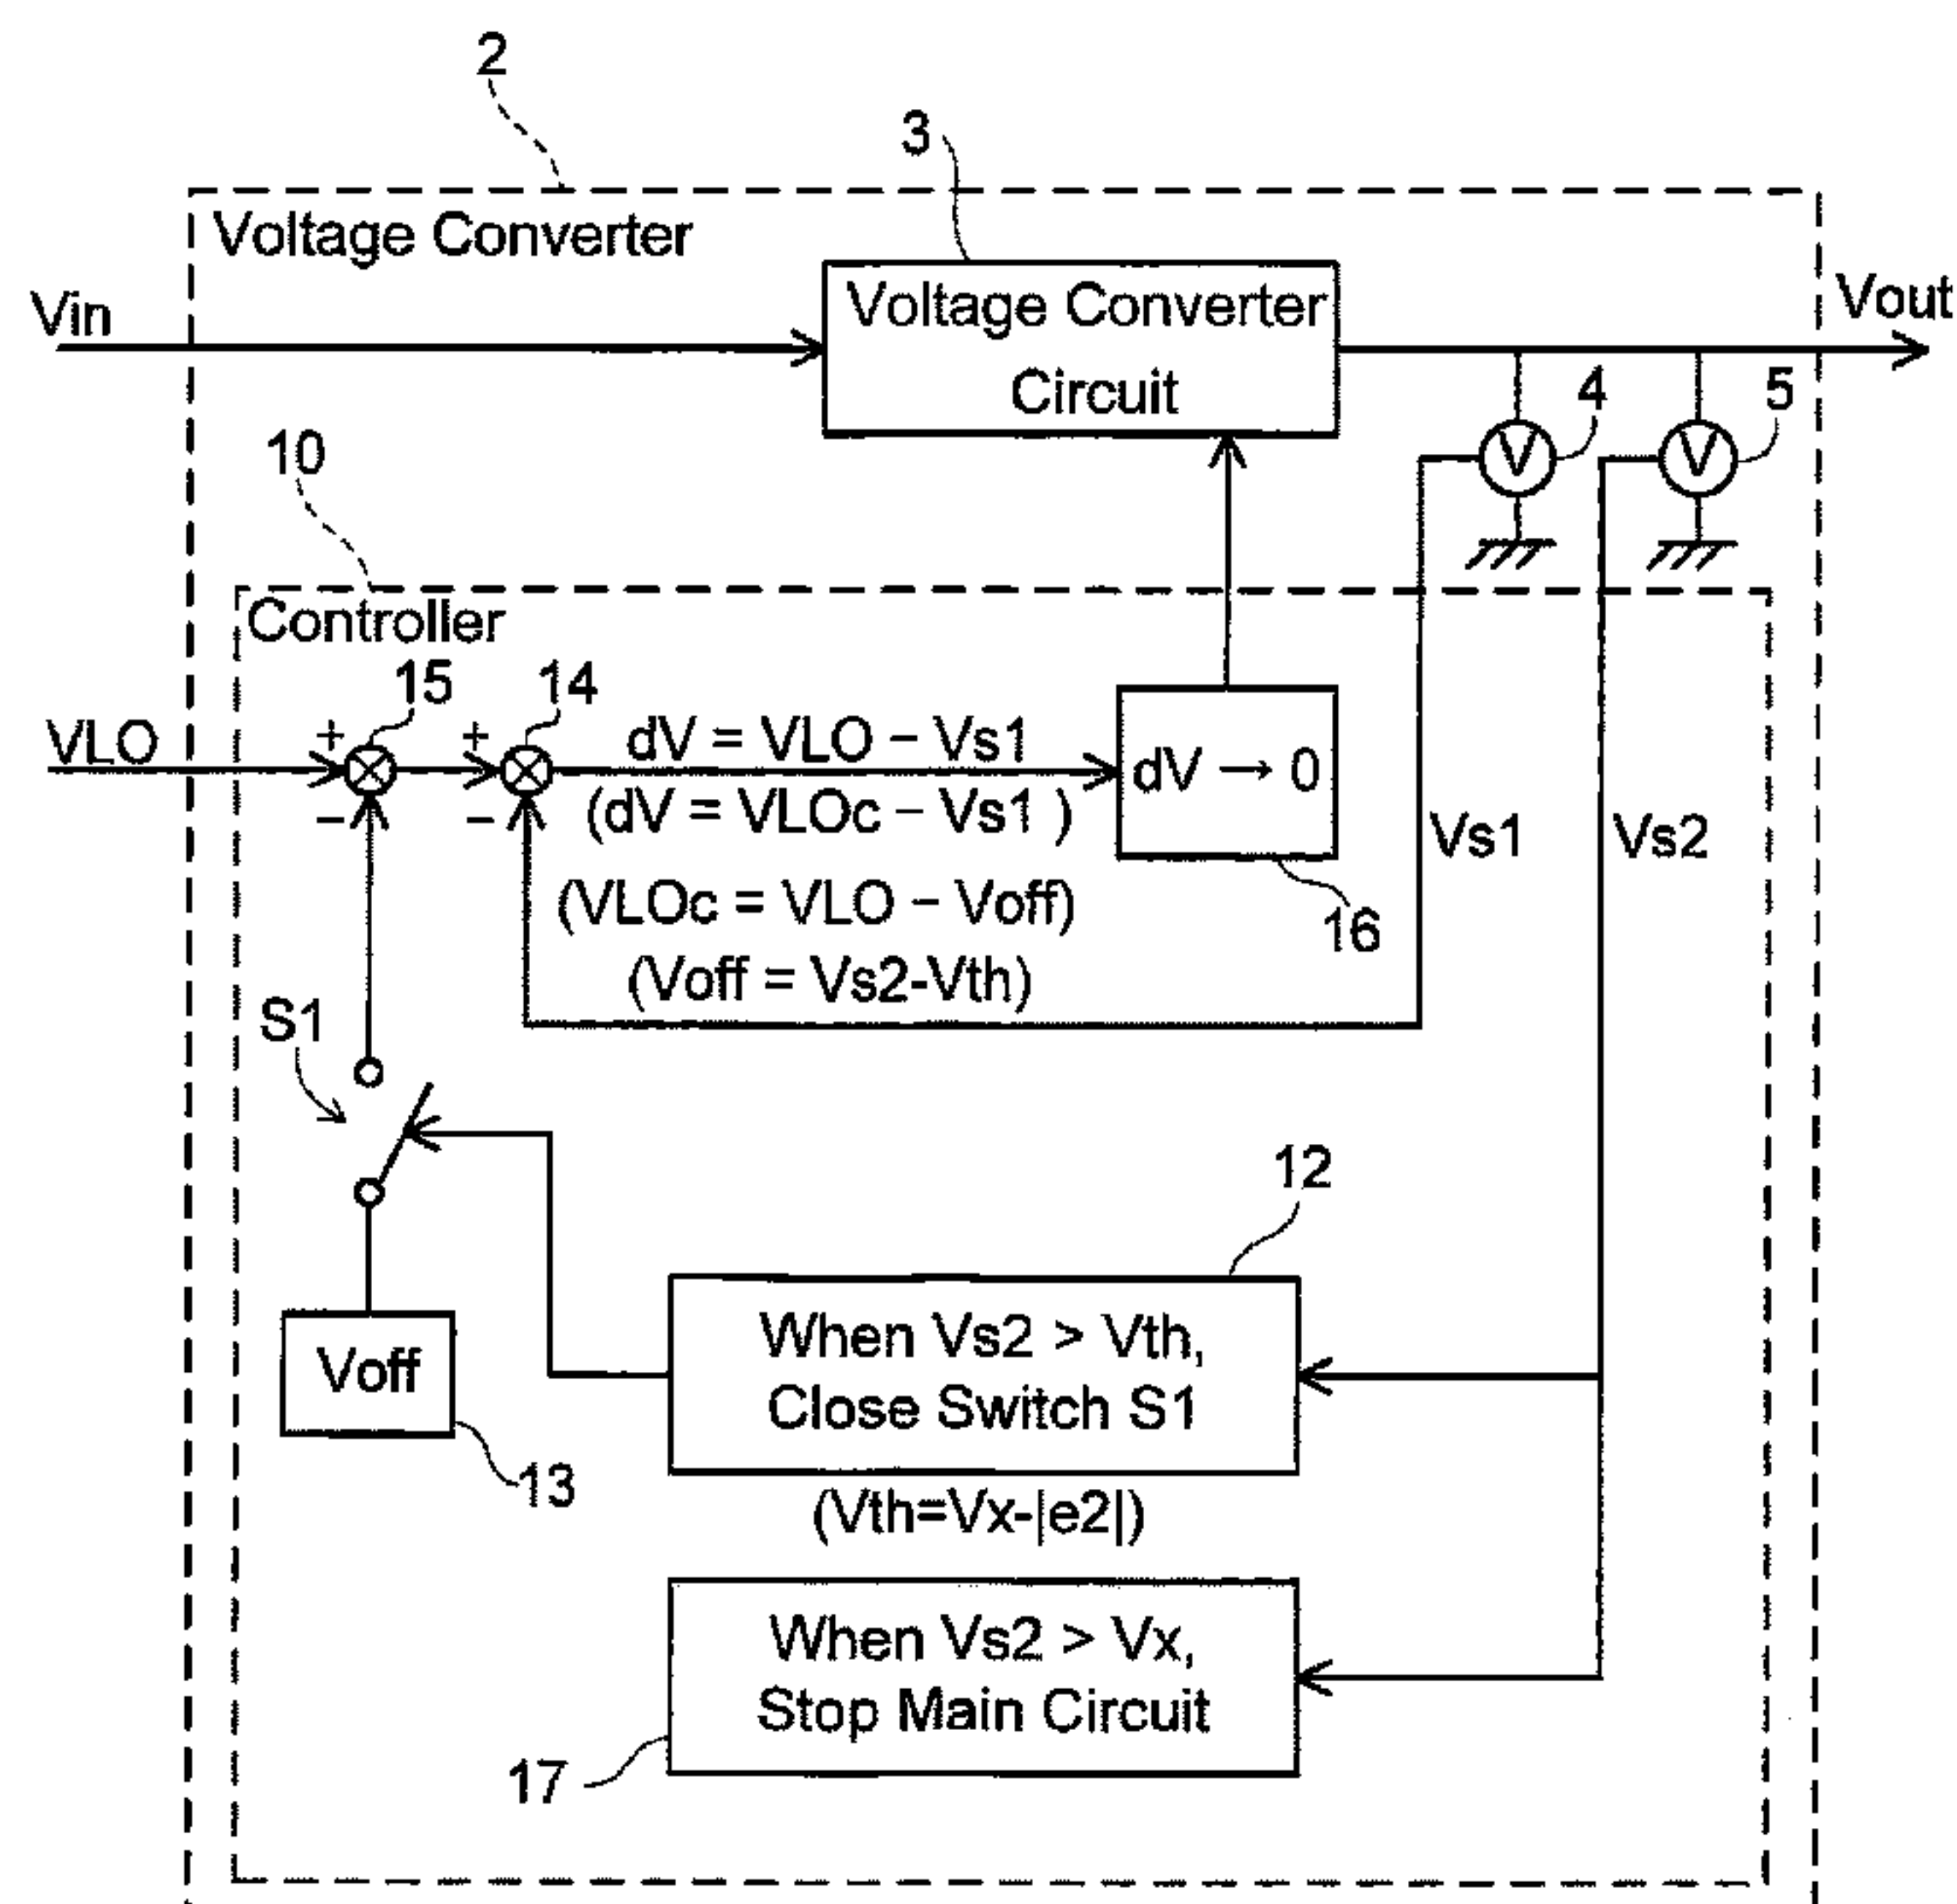 2
3
Voltage Converter
Vin
Voltage Converter
Circuit
Vout
4
5
10
Controller
15
14
VLO
+
+
dV = VLO – Vs1
dV → 0
–
–
(dV = VLOc – Vs1 )
Vs1
Vs2
(VLOc = VLO – Voff)
16
(Voff = Vs2-Vth)
S1
12
When Vs2 > Vth,
Close Switch S1
Voff
13
(Vth=Vx-|e2|)
When Vs2 > Vx,
Stop Main Circuit
17
V
V